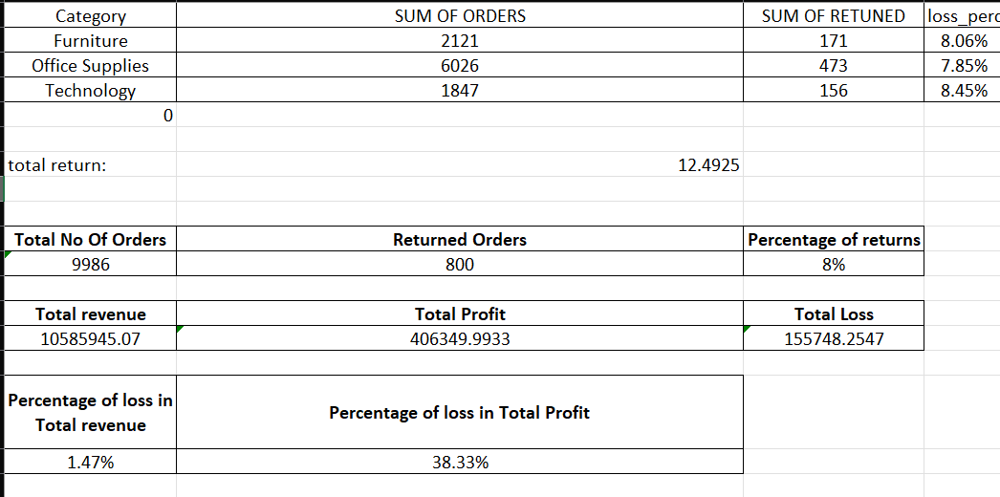 Category SUM OF ORDERS SUM OF RETUNED loss_perc
Furniture 2121 171 8.06%
Office Supplies 6026 473 7.85%
Technology 1847 156 8.45%
0
total return: 12.4925
Total No Of Orders Returned Orders Percentage of returns
9986 800 8%
Total revenue Total Profit Total Loss
10585945.07 406349.9933 155748.2547
Percentage of loss in
Total revenue Percentage of loss in Total Profit
1.47% 38.33%